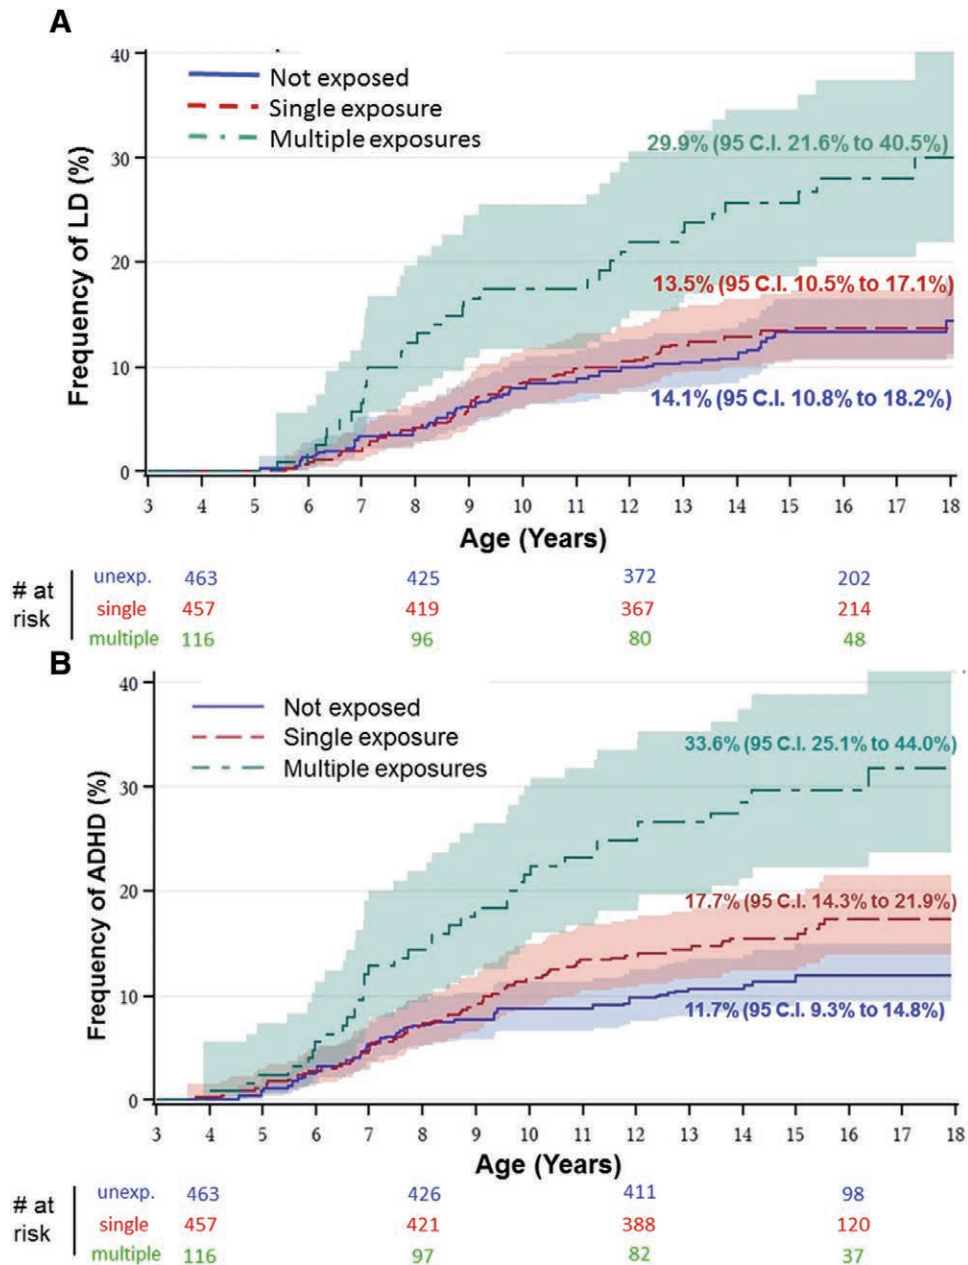 A
40
30
20
10
0
Frequency of LD (%)
Not exposed
Single exposure
Multiple exposures
29.9% (95 C.I. 21.6% to 40.5%)
13.5% (95 C.I. 10.5% to 17.1%)
14.1% (95 C.I. 10.8% to 18.2%)
3 4 5 6 7 8 9 10 11 12 13 14 15 16 17 18
Age (Years)
# at risk
unexp. 463 425 372 202
single 457 419 367 214
multiple 116 96 80 48
B
40
30
20
10
0
Frequency of ADHD (%)
Not exposed
Single exposure
Multiple exposures
33.6% (95 C.I. 25.1% to 44.0%)
17.7% (95 C.I. 14.3% to 21.9%)
11.7% (95 C.I. 9.3% to 14.8%)
3 4 5 6 7 8 9 10 11 12 13 14 15 16 17 18
Age (Years)
# at risk
unexp. 463 426 411 98
single 457 421 388 120
multiple 116 97 82 37